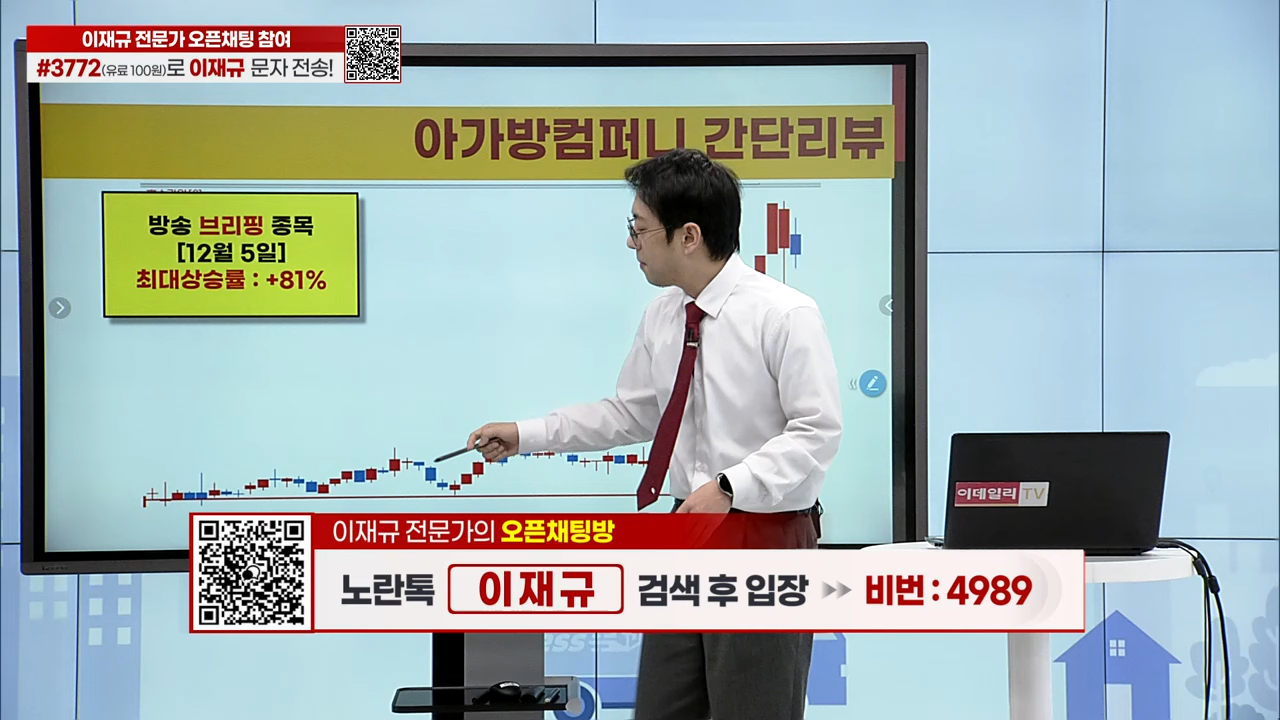 이재규 전문가 오픈채팅 참여
#3772(유료 100원)로 이재규 문자 전송!
아가방컴퍼니 간단리뷰
방송 브리핑 종목
[12월 5일]
최대상승률 : +81%
이데일리 TV
이재규 전문가의 오픈채팅방
노란톡 이재규 검색 후 입장 비번 : 4989